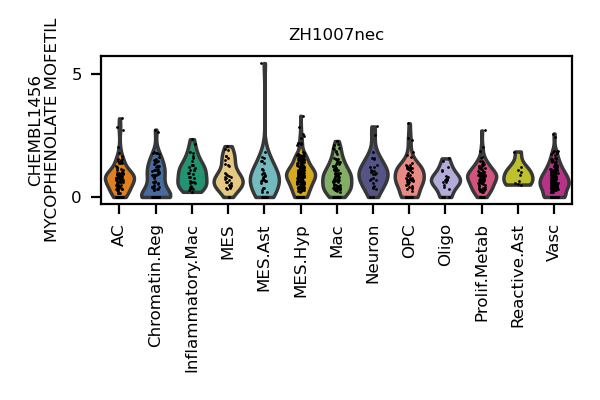 ZH1007nec
CHEMBL1456
MYCOPHENOLATE MOFETIL
5
0
AC
Chromatin.Reg
Inflammatory.Mac
MES
MES.Ast
MES.Hyp
Mac
Neuron
OPC
Oligo
Prolif.Metab
Reactive.Ast
Vasc